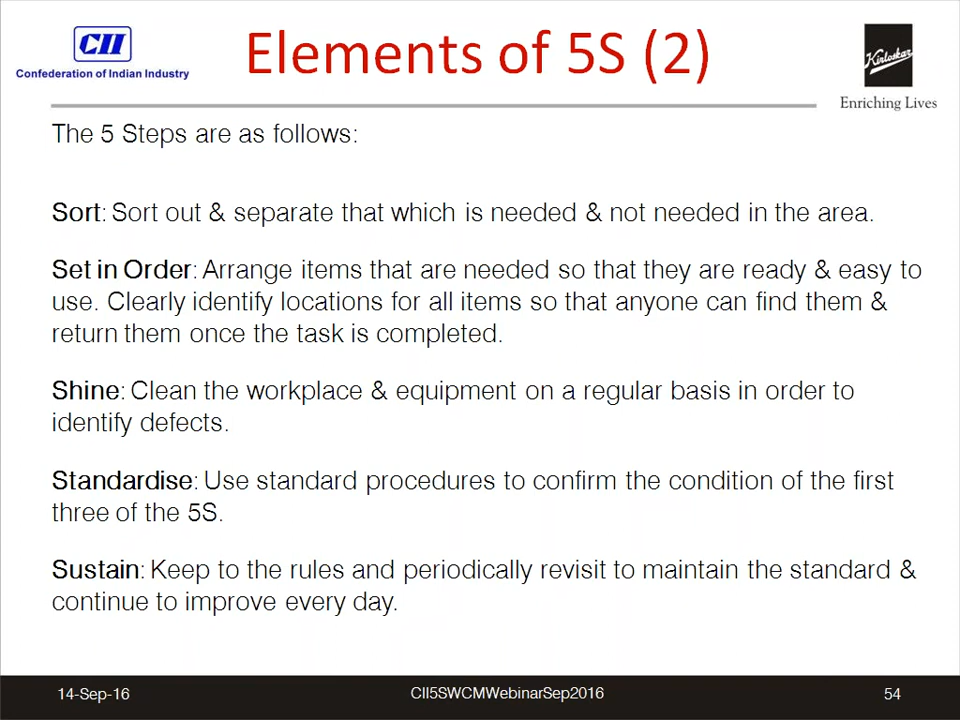 CII
Confederation of Indian Industry
Elements of 5S (2)
Kirloskar
Enriching Lives
The 5 Steps are as follows:
Sort: Sort out & separate that which is needed & not needed in the area.
Set in Order: Arrange items that are needed so that they are ready & easy to
use. Clearly identify locations for all items so that anyone can find them &
return them once the task is completed.
Shine: Clean the workplace & equipment on a regular basis in order to
identify defects.
Standardise: Use standard procedures to confirm the condition of the first
three of the 5S.
Sustain: Keep to the rules and periodically revisit to maintain the standard &
continue to improve every day.
14-Sep-16
CII5SWCMWebinarSep2016
54